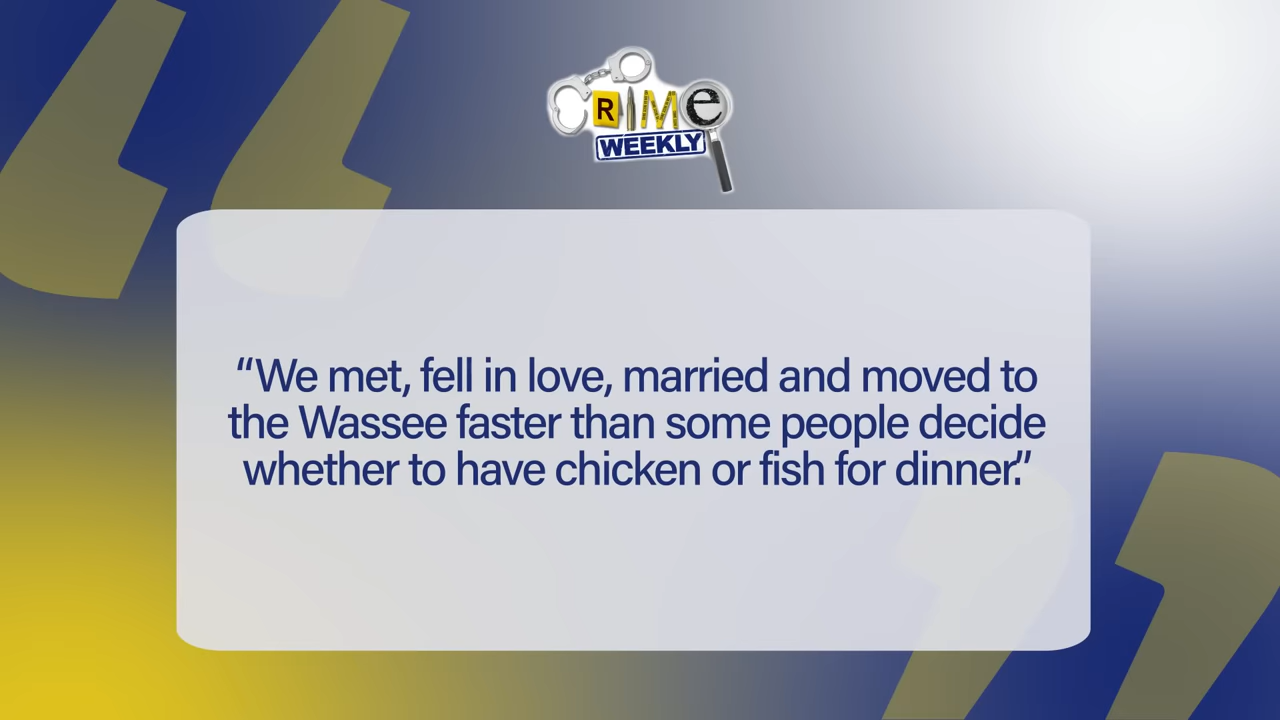 CRIME
WEEKLY
“We met, fell in love, married and moved to
the Wassee faster than some people decide
whether to have chicken or fish for dinner.”